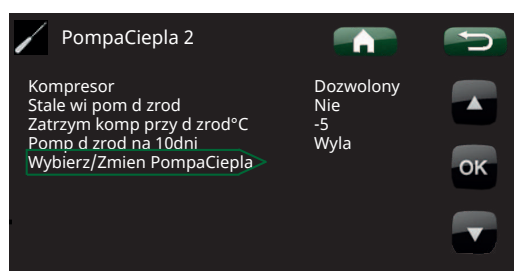 PompaCiepla 2
Kompresor Dozwolony
Stale wi pom d zrod Nie
Zatrzym komp przy d zrod°C -5
Pomp d zrod na 10dni Wyla
Wybierz/Zmien PompaCiepla
OK